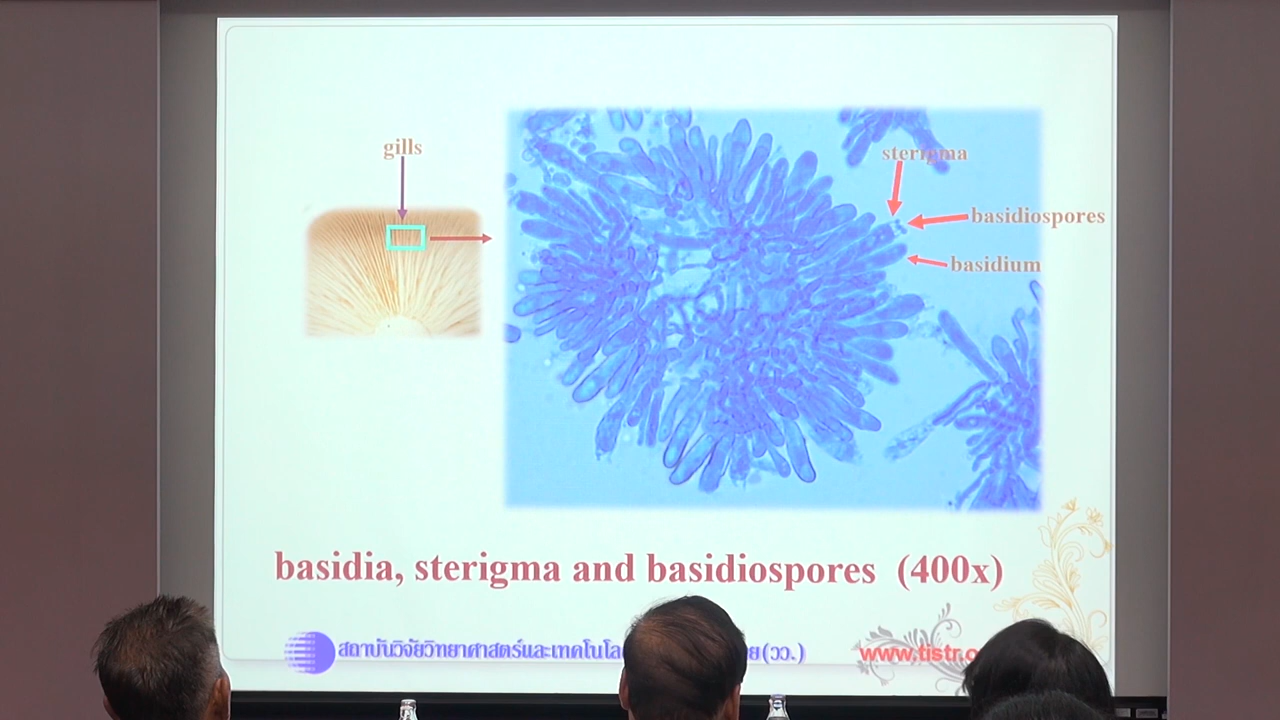 gills
sterigma
basidiospores
basidium
basidia, sterigma and basidiospores (400x)
สถาบันวิจัยวิทยาศาสตร์และเทคโนโล ย(วว.)
www.tistr.o